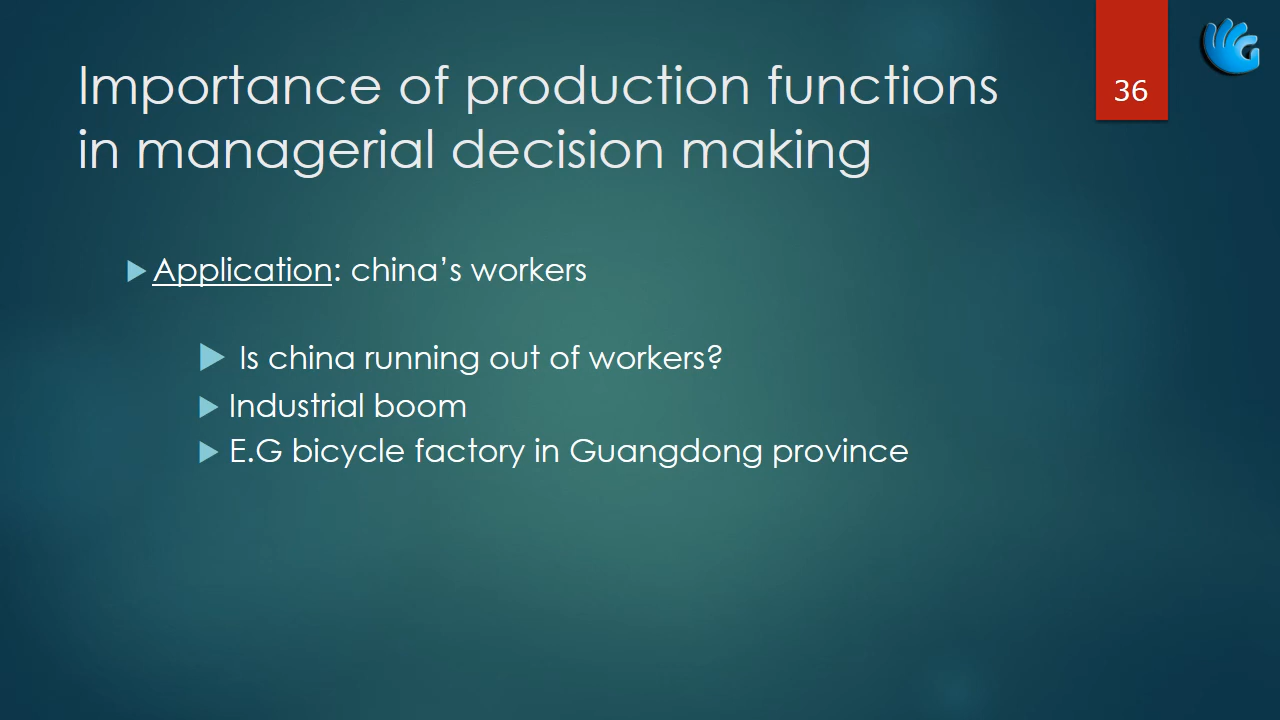 Importance of production functions
in managerial decision making
36
Application: china’s workers
Is china running out of workers?
Industrial boom
E.G bicycle factory in Guangdong province